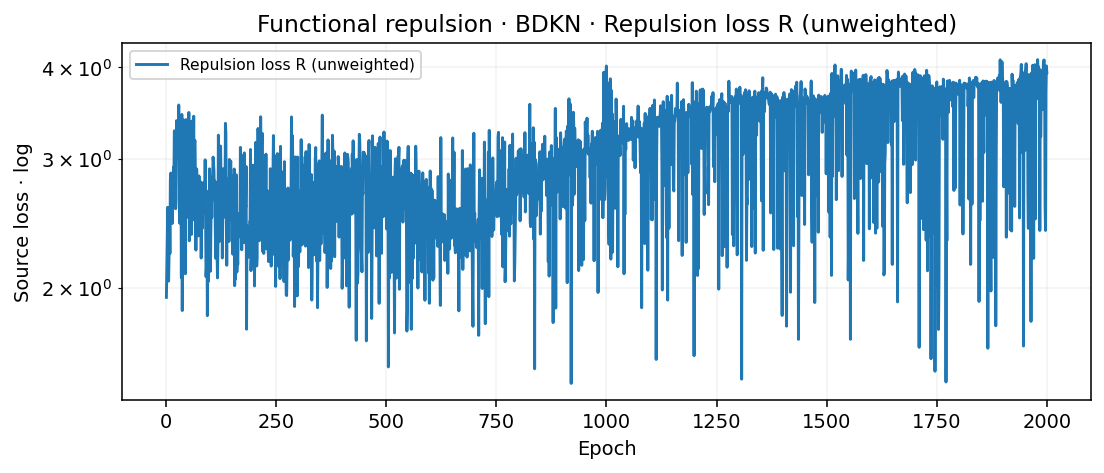 Functional repulsion · BDKN · Repulsion loss R (unweighted)
Repulsion loss R (unweighted)
4 × 10⁰
3 × 10⁰
2 × 10⁰
Source loss · log
0 250 500 750 1000 1250 1500 1750 2000
Epoch